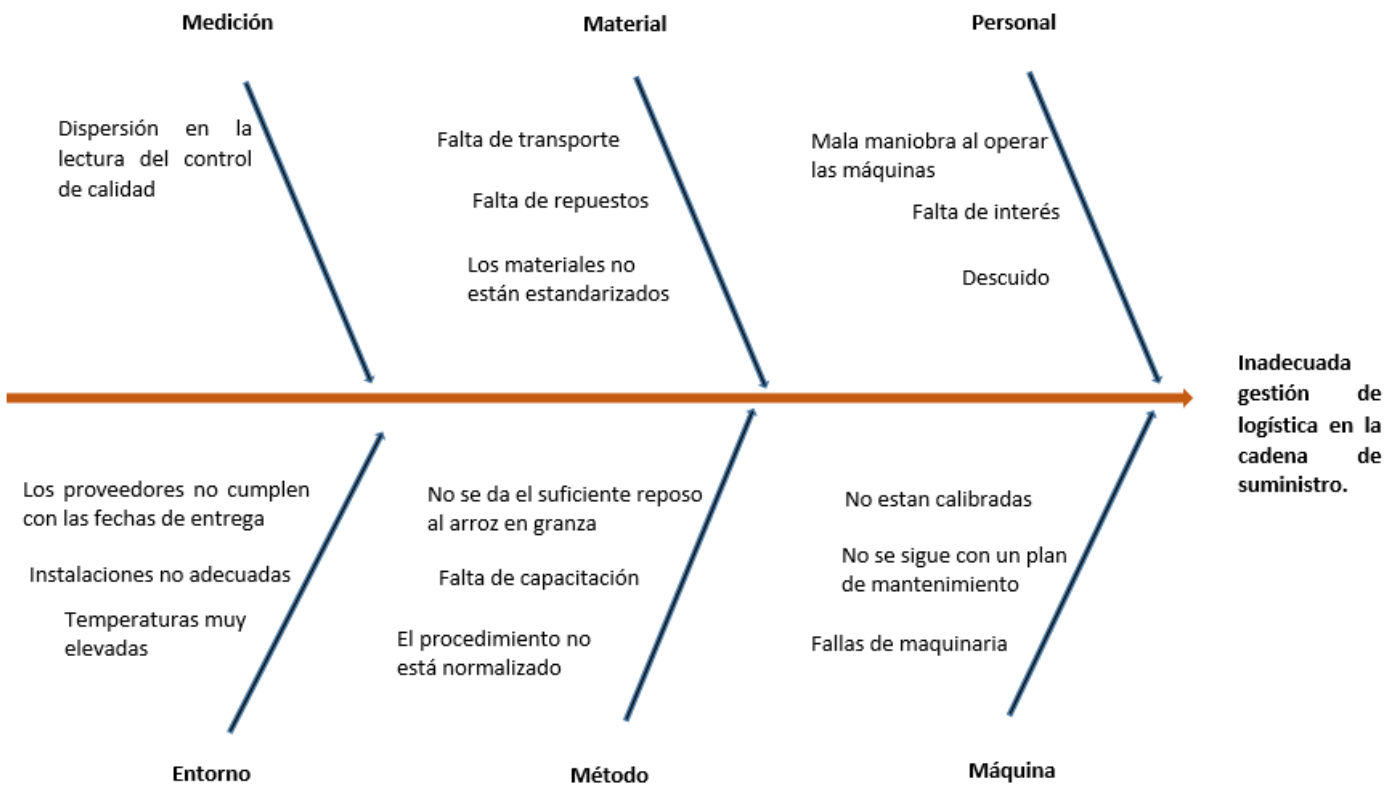 Medición
Material
Personal
Dispersión en la
lectura del control
de calidad
Falta de transporte
Falta de repuestos
Los materiales no
están estandarizados
Mala maniobra al operar
las máquinas
Falta de interés
Descuido
Inadecuada
gestión de
logística en la
cadena de
suministro.
Los proveedores no cumplen
con las fechas de entrega
Instalaciones no adecuadas
Temperaturas muy
elevadas
No se da el suficiente reposo
al arroz en granza
Falta de capacitación
El procedimiento no
está normalizado
No estan calibradas
No se sigue con un plan
de mantenimiento
Fallas de maquinaria
Entorno
Método
Máquina